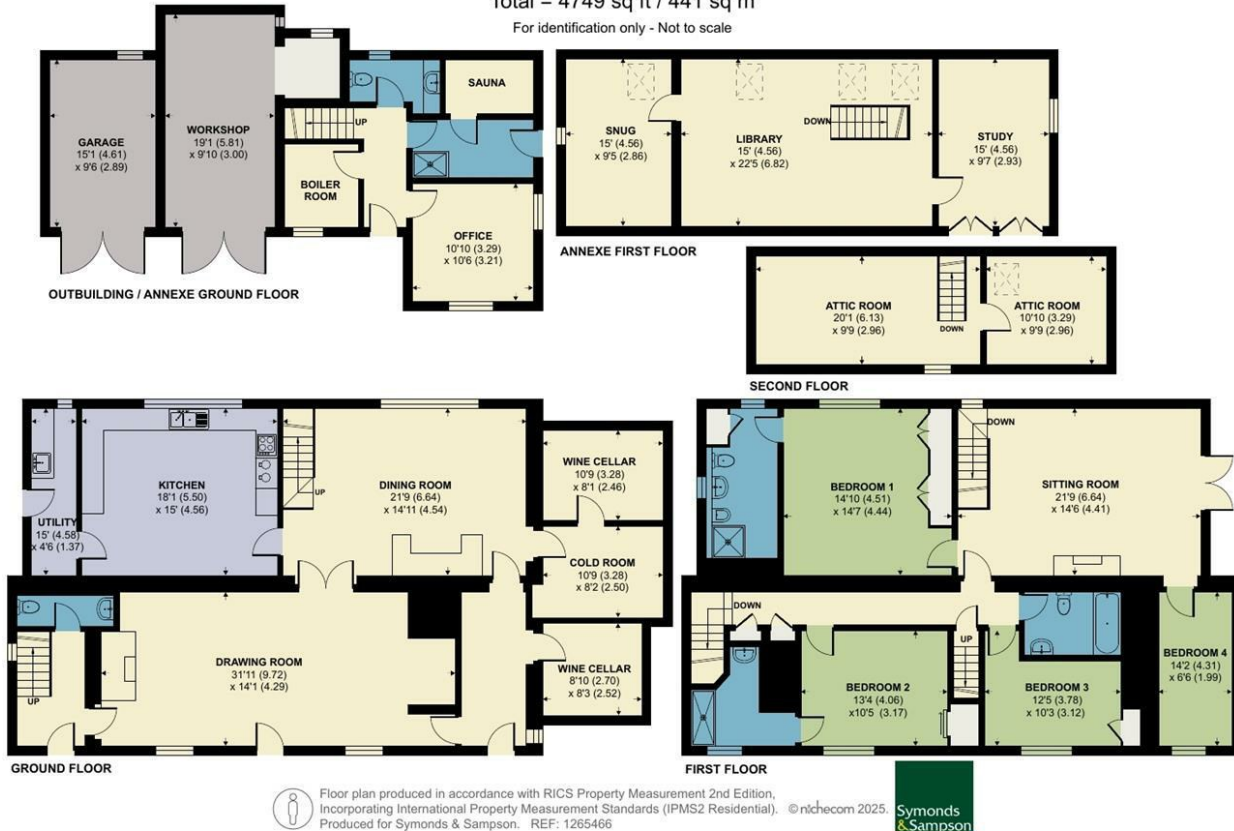 Total = 4749 sq ft / 441 sq m
For identification only - Not to scale
GARAGE
15'1 (4.61)
x 9'6 (2.89)
WORKSHOP
19'1 (5.81)
x 9'10 (3.00)
UP
BOILER
ROOM
SAUNA
OFFICE
10'10 (3.29)
x 10'6 (3.21)
OUTBUILDING / ANNEXE GROUND FLOOR
SNUG
15' (4.56)
x 9'5 (2.86)
LIBRARY
15' (4.56)
x 22'5 (6.82)
DOWN
STUDY
15' (4.56)
x 9'7 (2.93)
ANNEXE FIRST FLOOR
ATTIC ROOM
20'1 (6.13)
x 9'9 (2.96)
DOWN
ATTIC ROOM
10'10 (3.29)
x 9'9 (2.96)
SECOND FLOOR
UTILITY
15' (4.58)
x 4'6 (1.37)
KITCHEN
18'1 (5.50)
x 15' (4.56)
UP
DINING ROOM
21'9 (6.64)
x 14'11 (4.54)
WINE CELLAR
10'9 (3.28)
x 8'1 (2.46)
COLD ROOM
10'9 (3.28)
x 8'2 (2.50)
WINE CELLAR
8'10 (2.70)
x 8'3 (2.52)
UP
DRAWING ROOM
31'11 (9.72)
x 14'1 (4.29)
GROUND FLOOR
BEDROOM 1
14'10 (4.51)
x 14'7 (4.44)
DOWN
SITTING ROOM
21'9 (6.64)
x 14'6 (4.41)
DOWN
BEDROOM 2
13'4 (4.06)
x10'5 (3.17)
UP
BEDROOM 3
12'5 (3.78)
x 10'3 (3.12)
BEDROOM 4
14'2 (4.31)
x 6'6 (1.99)
FIRST FLOOR
Floor plan produced in accordance with RICS Property Measurement 2nd Edition,
Incorporating International Property Measurement Standards (IPMS2 Residential). © nichecom 2025.
Produced for Symonds & Sampson. REF: 1265466
Symonds
&Sampson